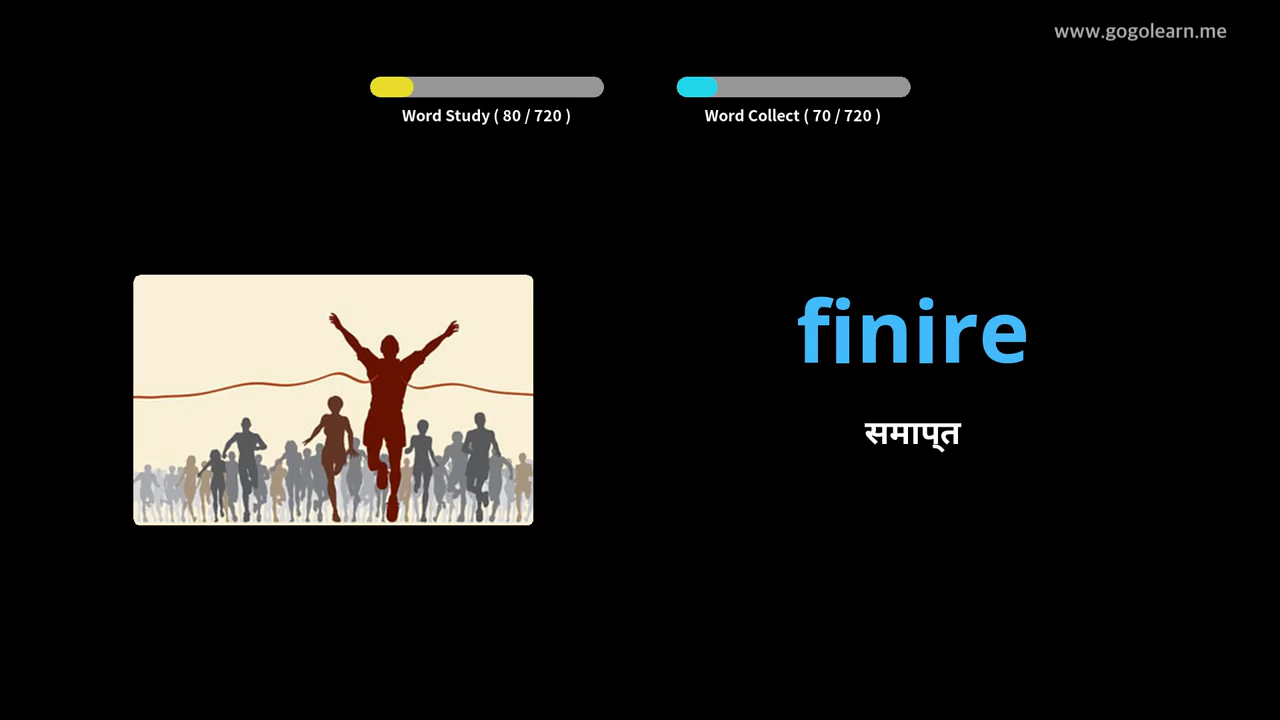 www.gogolearn.me
Word Study ( 80 / 720 )
Word Collect ( 70 / 720 )
finire
समाप्त